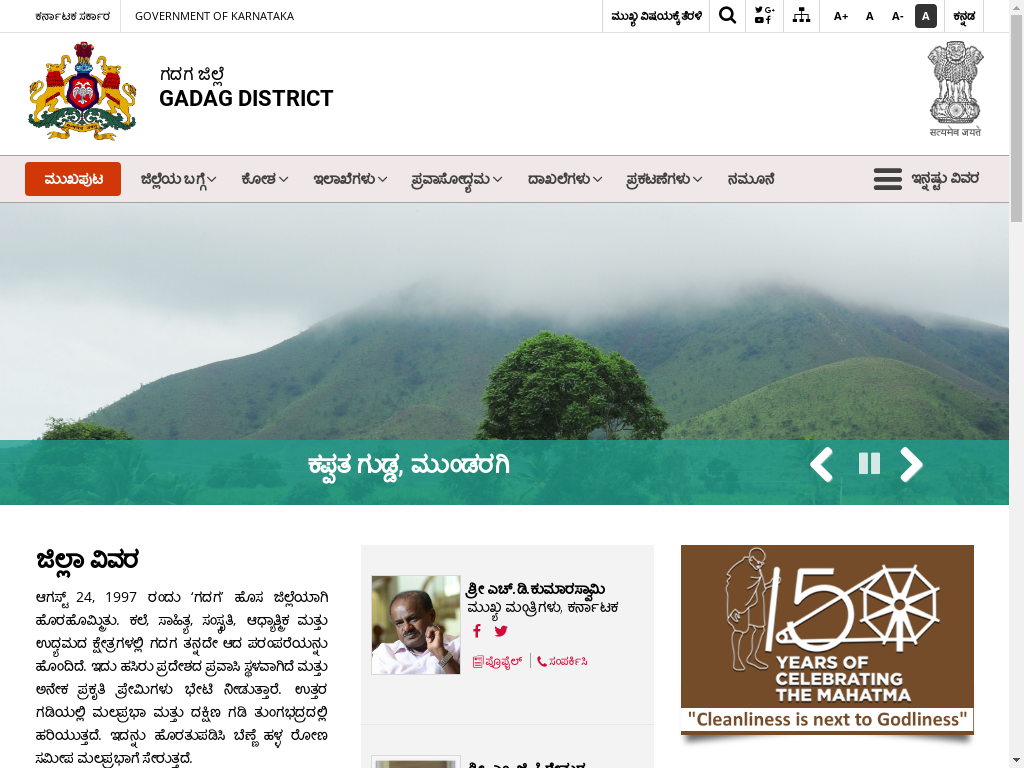 ಕರ್ನಾಟಕ ಸರ್ಕಾರ GOVERNMENT OF KARNATAKA ಮುಖ್ಯ ವಿಷಯಕ್ಕೆ ತೆರಳಿ A+ A A- A ಕನ್ನಡ
ಗದಗ ಜಿಲ್ಲೆ
GADAG DISTRICT
सत्यमेव जयते
ಮುಖಪುಟ ಜಿಲ್ಲೆಯ ಬಗ್ಗೆ ಕೋಶ ಇಲಾಖೆಗಳು ಪ್ರವಾಸೋದ್ಯಮ ದಾಖಲೆಗಳು ಪ್ರಕಟಣೆಗಳು ನಮೂನೆ ಇನ್ನಷ್ಟು ವಿವರ
ಕಪ್ಪತ ಗುಡ್ಡ, ಮುಂಡರಗಿ
ಜಿಲ್ಲಾ ವಿವರ
ಆಗಸ್ಟ್ 24, 1997 ರಂದು 'ಗದಗ' ಹೊಸ ಜಿಲ್ಲೆಯಾಗಿ
ಹೊರಹೊಮ್ಮಿತು. ಕಲೆ, ಸಾಹಿತ್ಯ, ಸಂಸ್ಕೃತಿ, ಆಧ್ಯಾತ್ಮಿಕ ಮತ್ತು
ಉದ್ಯಮದ ಕ್ಷೇತ್ರಗಳಲ್ಲಿ ಗದಗ ತನ್ನದೇ ಆದ ಪರಂಪರೆಯನ್ನು
ಹೊಂದಿದೆ. ಇದು ಹಸಿರು ಪ್ರದೇಶದ ಪ್ರವಾಸಿ ಸ್ಥಳವಾಗಿದೆ ಮತ್ತು
ಅನೇಕ ಪ್ರಕೃತಿ ಪ್ರೇಮಿಗಳು ಭೇಟಿ ನೀಡುತ್ತಾರೆ. ಉತ್ತರ
ಗಡಿಯಲ್ಲಿ ಮಲಪ್ರಭಾ ಮತ್ತು ದಕ್ಷಿಣ ಗಡಿ ತುಂಗಭದ್ರದಲ್ಲಿ
ಹರಿಯುತ್ತದೆ. ಇದನ್ನು ಹೊರತುಪಡಿಸಿ ಬೆಣ್ಣೆ ಹಳ್ಳ ರೋಣ
ಸಮೀಪ ಮಲಪ್ರಭಾಗೆ ಸೇರುತ್ತದೆ.
ಶ್ರೀ ಎಚ್.ಡಿ.ಕುಮಾರಸ್ವಾಮಿ
ಮುಖ್ಯ ಮಂತ್ರಿಗಳು, ಕರ್ನಾಟಕ
ಪ್ರೊಫೈಲ್ ಸಂಪರ್ಕಿಸಿ
150
YEARS OF
CELEBRATING
THE MAHATMA
"Cleanliness is next to Godliness"